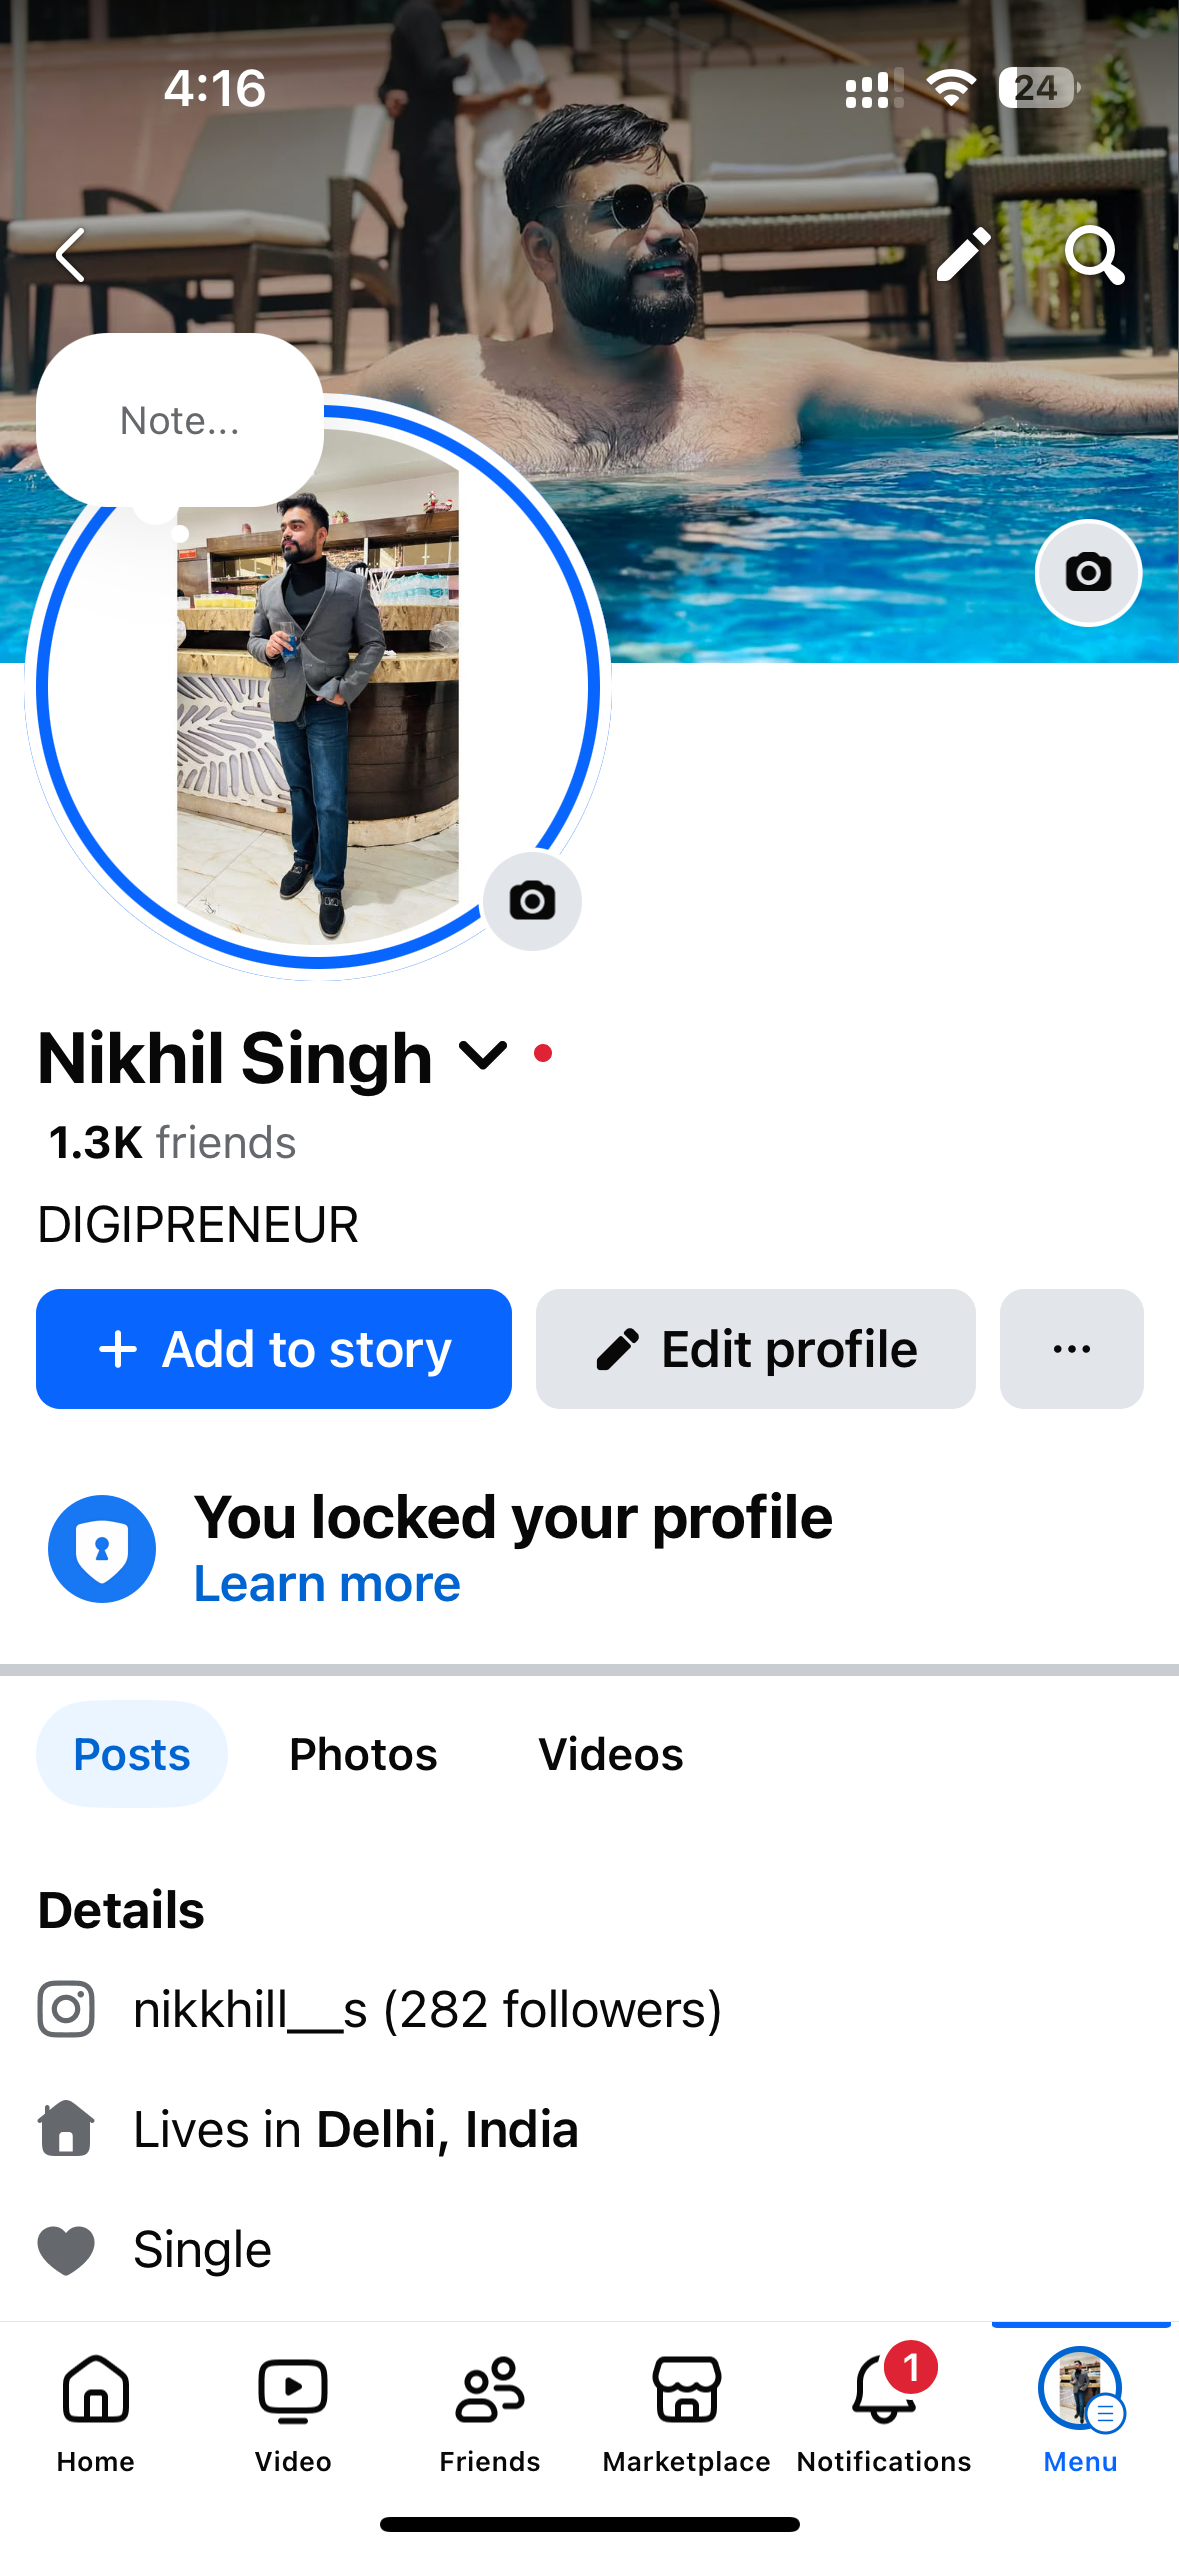 4:16
24
Note...
Nikhil Singh
1.3K friends
DIGIPRENEUR
+ Add to story
Edit profile
...
You locked your profile
Learn more
Posts
Photos
Videos
Details
nikkhill__s (282 followers)
Lives in Delhi, India
Single
1
Home
Video
Friends
Marketplace
Notifications
Menu